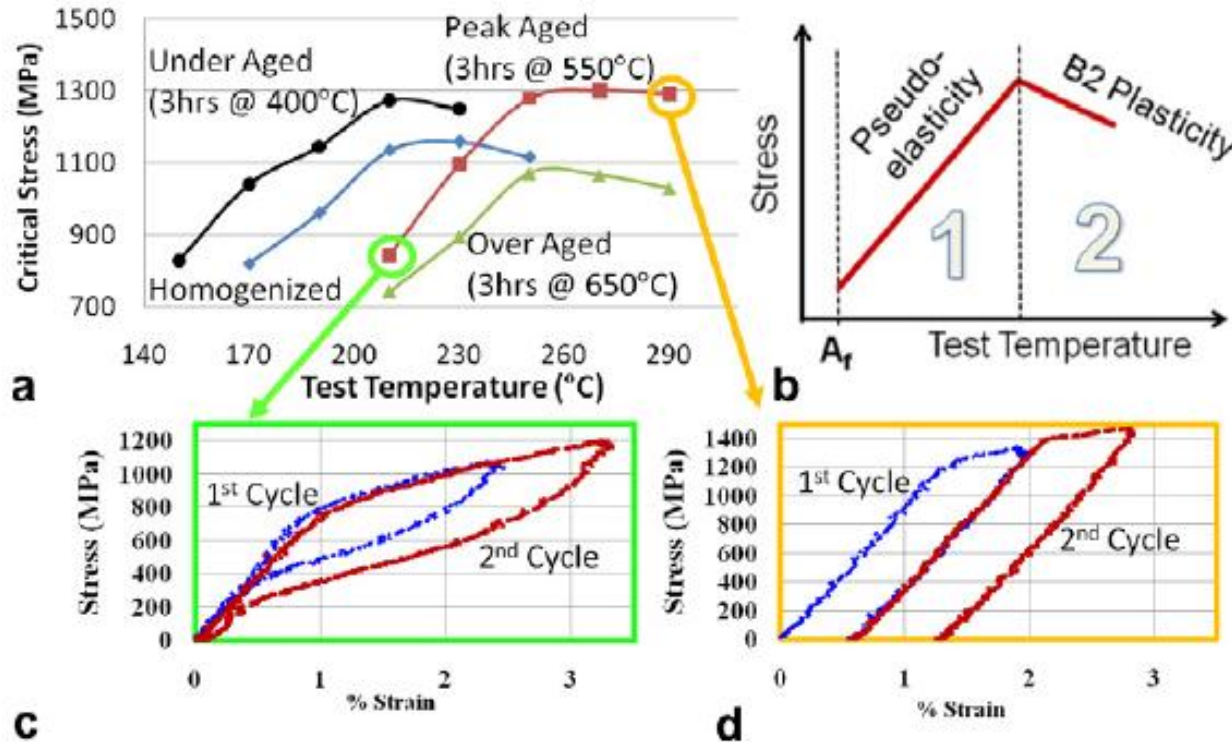 1500
1300
1100
900
700
Critical Stress (MPa)
Under Aged
(3hrs @ 400°C)
Peak Aged
(3hrs @ 550°C)
Homogenized
Over Aged
(3hrs @ 650°C)
140 170 200 230 260 290
Test Temperature (°C)
a
Stress
Pseudo-
elasticity
B2 Plasticity
1
2
Af
Test Temperature
b
1200
1000
800
600
400
200
0
Stress (MPa)
1st Cycle
2nd Cycle
0 1 2 3
% Strain
c
1400
1200
1000
800
600
400
200
0
Stress (MPa)
1st Cycle
2nd Cycle
0 1 2 3
% Strain
d